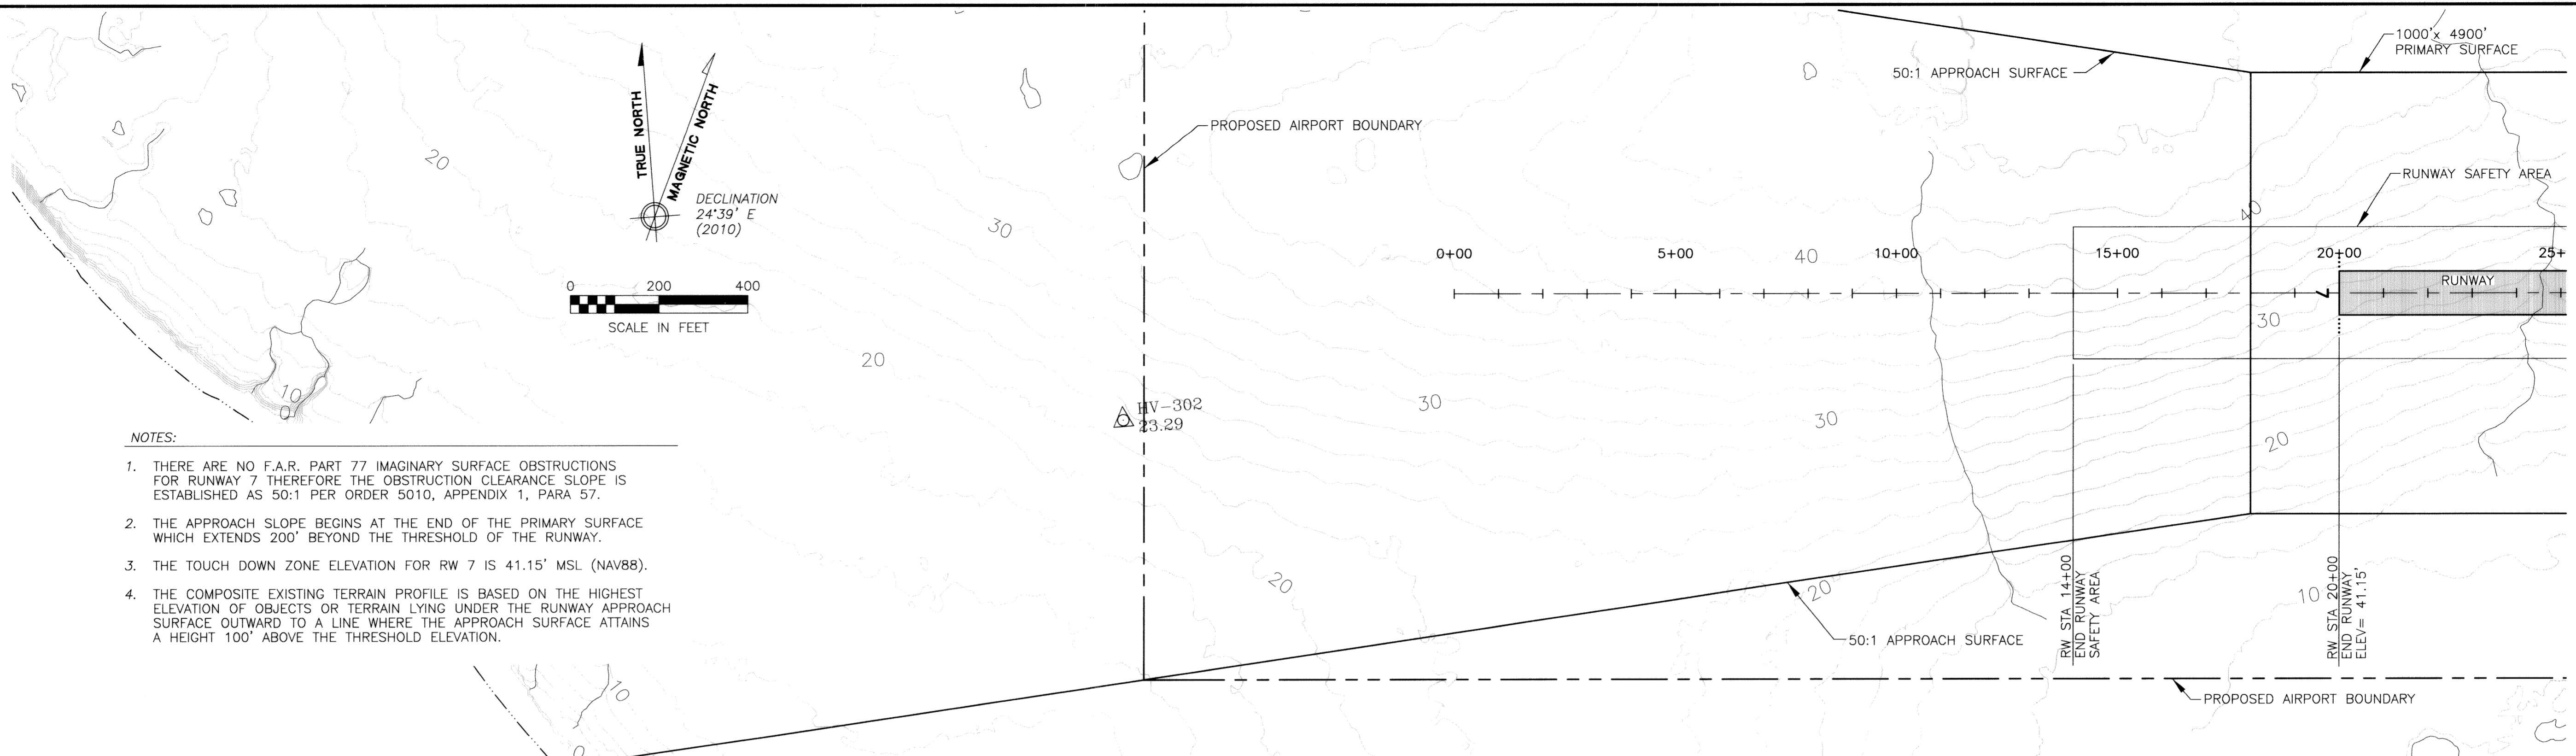 1000'x 4900'
PRIMARY SURFACE
50:1 APPROACH SURFACE
TRUE NORTH
MAGNETIC NORTH
PROPOSED AIRPORT BOUNDARY
20
RUNWAY SAFETY AREA
DECLINATION
24°39' E
(2010)
40
30
0+00
5+00
40
10+00
15+00
20+00
25+
RUNWAY
7
0
200
400
SCALE IN FEET
30
20
10
0
30
30
HV-302
23.29
20
NOTES:
1. THERE ARE NO F.A.R. PART 77 IMAGINARY SURFACE OBSTRUCTIONS
FOR RUNWAY 7 THEREFORE THE OBSTRUCTION CLEARANCE SLOPE IS
ESTABLISHED AS 50:1 PER ORDER 5010, APPENDIX 1, PARA 57.
2. THE APPROACH SLOPE BEGINS AT THE END OF THE PRIMARY SURFACE
WHICH EXTENDS 200' BEYOND THE THRESHOLD OF THE RUNWAY.
3. THE TOUCH DOWN ZONE ELEVATION FOR RW 7 IS 41.15' MSL (NAV88).
4. THE COMPOSITE EXISTING TERRAIN PROFILE IS BASED ON THE HIGHEST
ELEVATION OF OBJECTS OR TERRAIN LYING UNDER THE RUNWAY APPROACH
SURFACE OUTWARD TO A LINE WHERE THE APPROACH SURFACE ATTAINS
A HEIGHT 100' ABOVE THE THRESHOLD ELEVATION.
20
20
10
RW STA 14+00
END RUNWAY
SAFETY AREA
RW STA 20+00
END RUNWAY
ELEV= 41.15'
50:1 APPROACH SURFACE
PROPOSED AIRPORT BOUNDARY
10
0